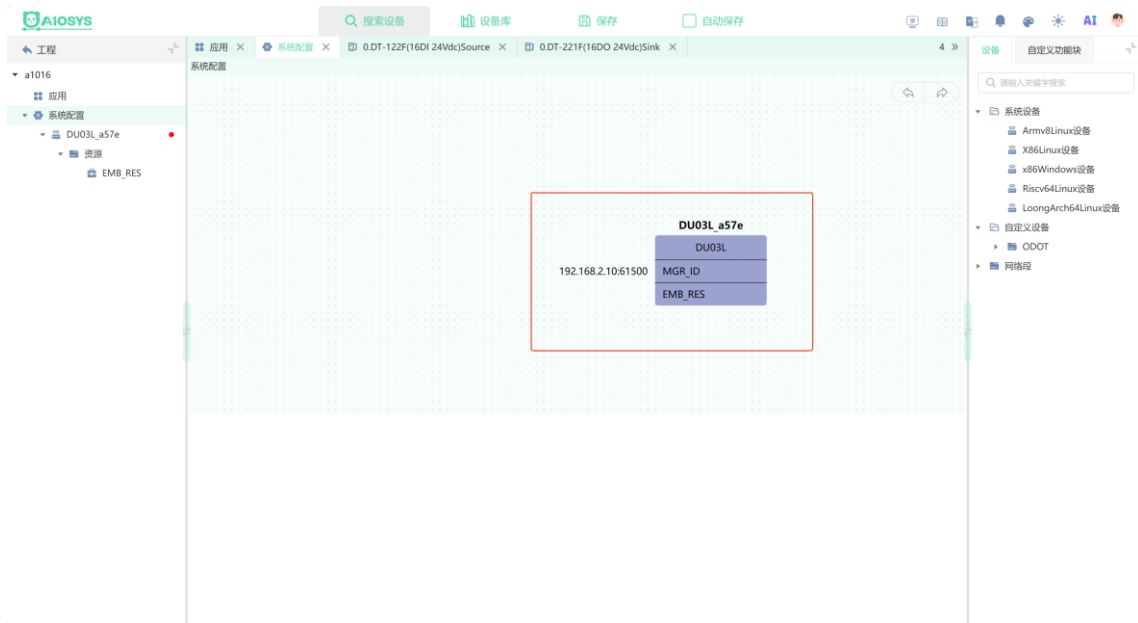 AIOSYS
搜索设备
设备库
保存
自动保存
AI
工程
应用
系统配置
0.DT-122F(16DI 24Vdc)Source
0.DT-221F(16DO 24Vdc)Sink
4
设备
自定义功能块
系统配置
a1016
应用
系统配置
DU03L_a57e
资源
EMB_RES
DU03L_a57e
DU03L
192.168.2.10:61500
MGR_ID
EMB_RES
请输入关键字搜索
系统设备
Armv8Linux设备
X86Linux设备
x86Windows设备
Riscv64Linux设备
LoongArch64Linux设备
自定义设备
ODOT
网络段